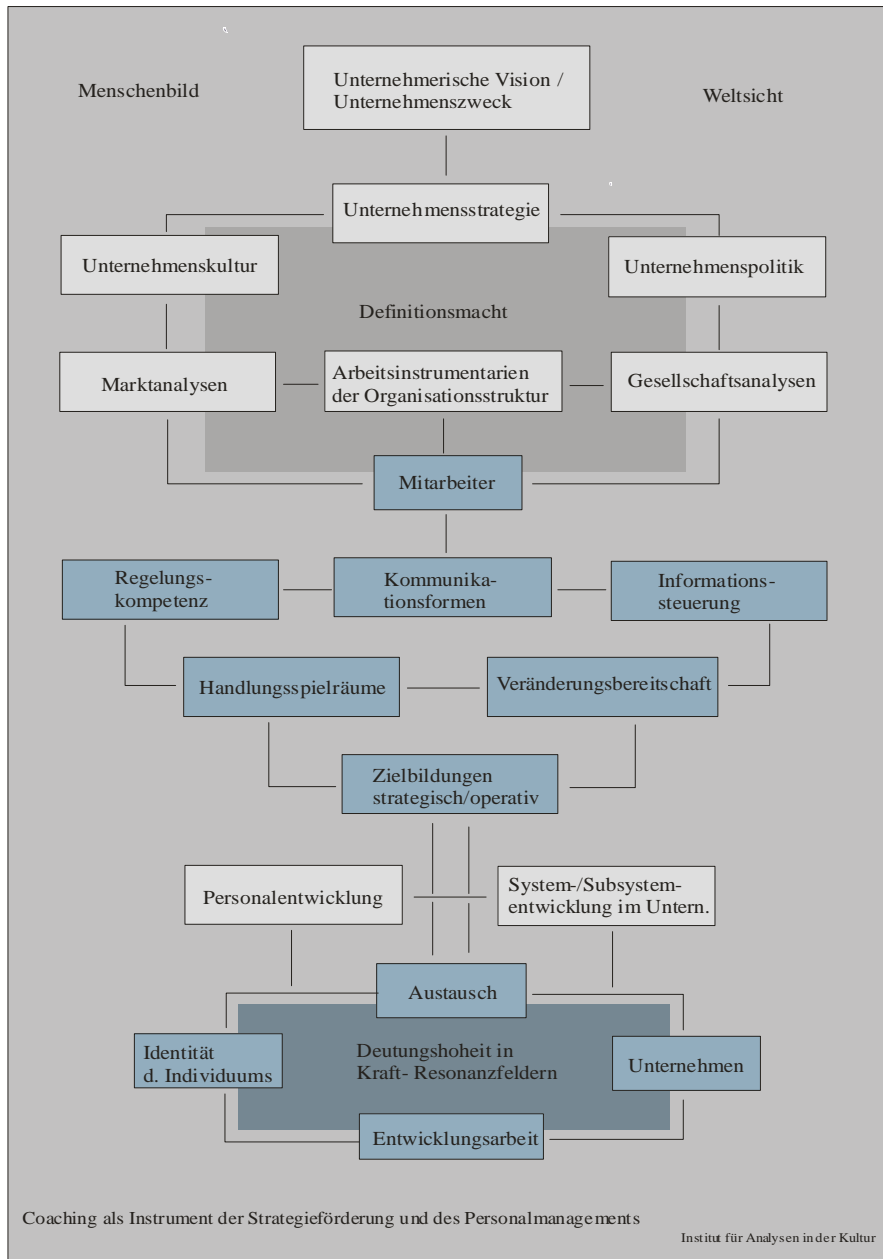 Menschenbild
Unternehmerische Vision /
Unternehmenszweck
Weltsicht
Unternehmensstrategie
Unternehmenskultur
Unternehmenspolitik
Definitionsmacht
Marktanalysen
Arbeitsinstrumentarien
der Organisationsstruktur
Gesellschaftsanalysen
Mitarbeiter
Regelungs-
kompetenz
Kommunika-
tionsformen
Informations-
steuerung
Handlungsspielräume
Veränderungsbereitschaft
Zielbildungen
strategisch/operativ
Personalentwicklung
System-/Subsystem-
entwicklung im Untern.
Austausch
Identität
d. Individuums
Deutungshoheit in
Kraft- Resonanzfeldern
Unternehmen
Entwicklungsarbeit
Coaching als Instrument der Strategieförderung und des Personalmanagements
Institut für Analysen in der Kultur